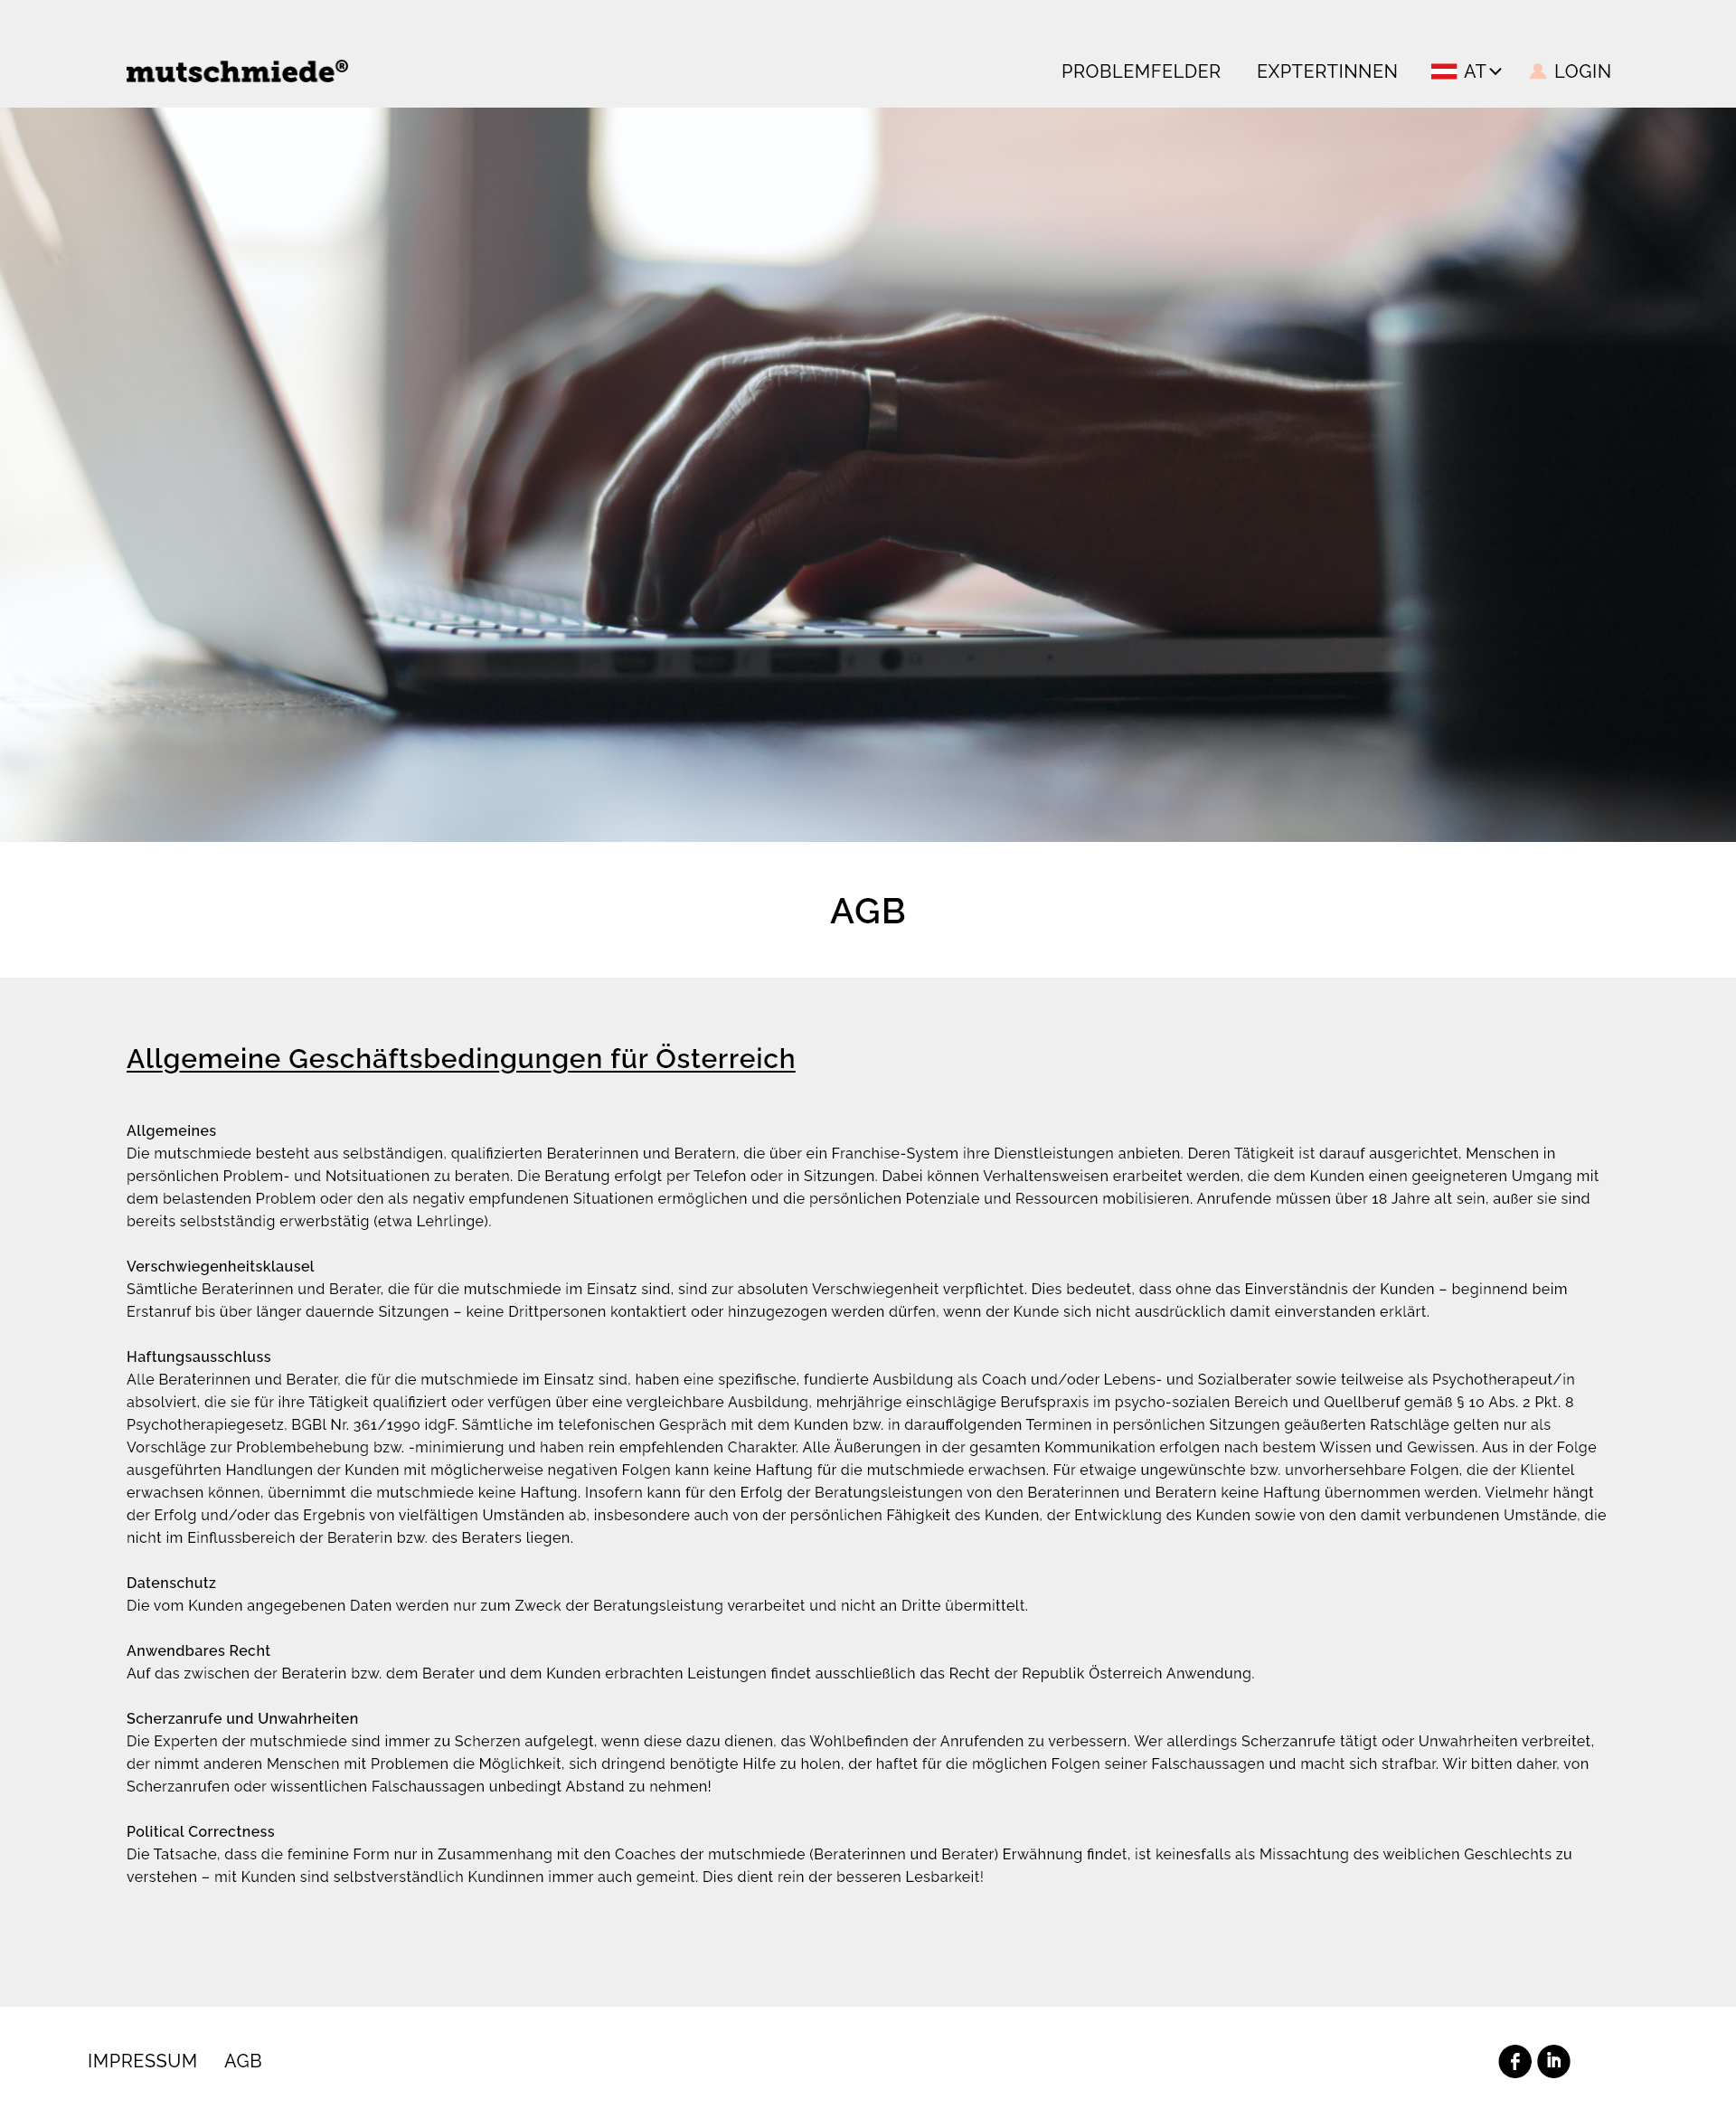 mutschmiede®
PROBLEMFELDER EXPTERTINNEN AT LOGIN
AGB
Allgemeine Geschäftsbedingungen für Österreich
Allgemeines
Die mutschmiede besteht aus selbständigen, qualifizierten Beraterinnen und Beratern, die über ein Franchise-System ihre Dienstleistungen anbieten. Deren Tätigkeit ist darauf ausgerichtet, Menschen in
persönlichen Problem- und Notsituationen zu beraten. Die Beratung erfolgt per Telefon oder in Sitzungen. Dabei können Verhaltensweisen erarbeitet werden, die dem Kunden einen geeigneteren Umgang mit
dem belastenden Problem oder den als negativ empfundenen Situationen ermöglichen und die persönlichen Potenziale und Ressourcen mobilisieren. Anrufende müssen über 18 Jahre alt sein, außer sie sind
bereits selbstständig erwerbstätig (etwa Lehrlinge).
Verschwiegenheitsklausel
Sämtliche Beraterinnen und Berater, die für die mutschmiede im Einsatz sind, sind zur absoluten Verschwiegenheit verpflichtet. Dies bedeutet, dass ohne das Einverständnis der Kunden – beginnend beim
Erstanruf bis über länger dauernde Sitzungen – keine Drittpersonen kontaktiert oder hinzugezogen werden dürfen, wenn der Kunde sich nicht ausdrücklich damit einverstanden erklärt.
Haftungsausschluss
Alle Beraterinnen und Berater, die für die mutschmiede im Einsatz sind, haben eine spezifische, fundierte Ausbildung als Coach und/oder Lebens- und Sozialberater sowie teilweise als Psychotherapeut/in
absolviert, die sie für ihre Tätigkeit qualifiziert oder verfügen über eine vergleichbare Ausbildung, mehrjährige einschlägige Berufspraxis im psycho-sozialen Bereich und Quellberuf gemäß § 10 Abs. 2 Pkt. 8
Psychotherapiegesetz, BGBl Nr. 361/1990 idgF. Sämtliche im telefonischen Gespräch mit dem Kunden bzw. in darauffolgenden Terminen in persönlichen Sitzungen geäußerten Ratschläge gelten nur als
Vorschläge zur Problembehebung bzw. -minimierung und haben rein empfehlenden Charakter. Alle Äußerungen in der gesamten Kommunikation erfolgen nach bestem Wissen und Gewissen. Aus in der Folge
ausgeführten Handlungen der Kunden mit möglicherweise negativen Folgen kann keine Haftung für die mutschmiede erwachsen. Für etwaige ungewünschte bzw. unvorhersehbare Folgen, die der Klientel
erwachsen können, übernimmt die mutschmiede keine Haftung. Insofern kann für den Erfolg der Beratungsleistungen von den Beraterinnen und Beratern keine Haftung übernommen werden. Vielmehr hängt
der Erfolg und/oder das Ergebnis von vielfältigen Umständen ab, insbesondere auch von der persönlichen Fähigkeit des Kunden, der Entwicklung des Kunden sowie von den damit verbundenen Umstände, die
nicht im Einflussbereich der Beraterin bzw. des Beraters liegen.
Datenschutz
Die vom Kunden angegebenen Daten werden nur zum Zweck der Beratungsleistung verarbeitet und nicht an Dritte übermittelt.
Anwendbares Recht
Auf das zwischen der Beraterin bzw. dem Berater und dem Kunden erbrachten Leistungen findet ausschließlich das Recht der Republik Österreich Anwendung.
Scherzanrufe und Unwahrheiten
Die Experten der mutschmiede sind immer zu Scherzen aufgelegt, wenn diese dazu dienen, das Wohlbefinden der Anrufenden zu verbessern. Wer allerdings Scherzanrufe tätigt oder Unwahrheiten verbreitet,
der nimmt anderen Menschen mit Problemen die Möglichkeit, sich dringend benötigte Hilfe zu holen, der haftet für die möglichen Folgen seiner Falschaussagen und macht sich strafbar. Wir bitten daher, von
Scherzanrufen oder wissentlichen Falschaussagen unbedingt Abstand zu nehmen!
Political Correctness
Die Tatsache, dass die feminine Form nur in Zusammenhang mit den Coaches der mutschmiede (Beraterinnen und Berater) Erwähnung findet, ist keinesfalls als Missachtung des weiblichen Geschlechts zu
verstehen – mit Kunden sind selbstverständlich Kundinnen immer auch gemeint. Dies dient rein der besseren Lesbarkeit!
IMPRESSUM AGB